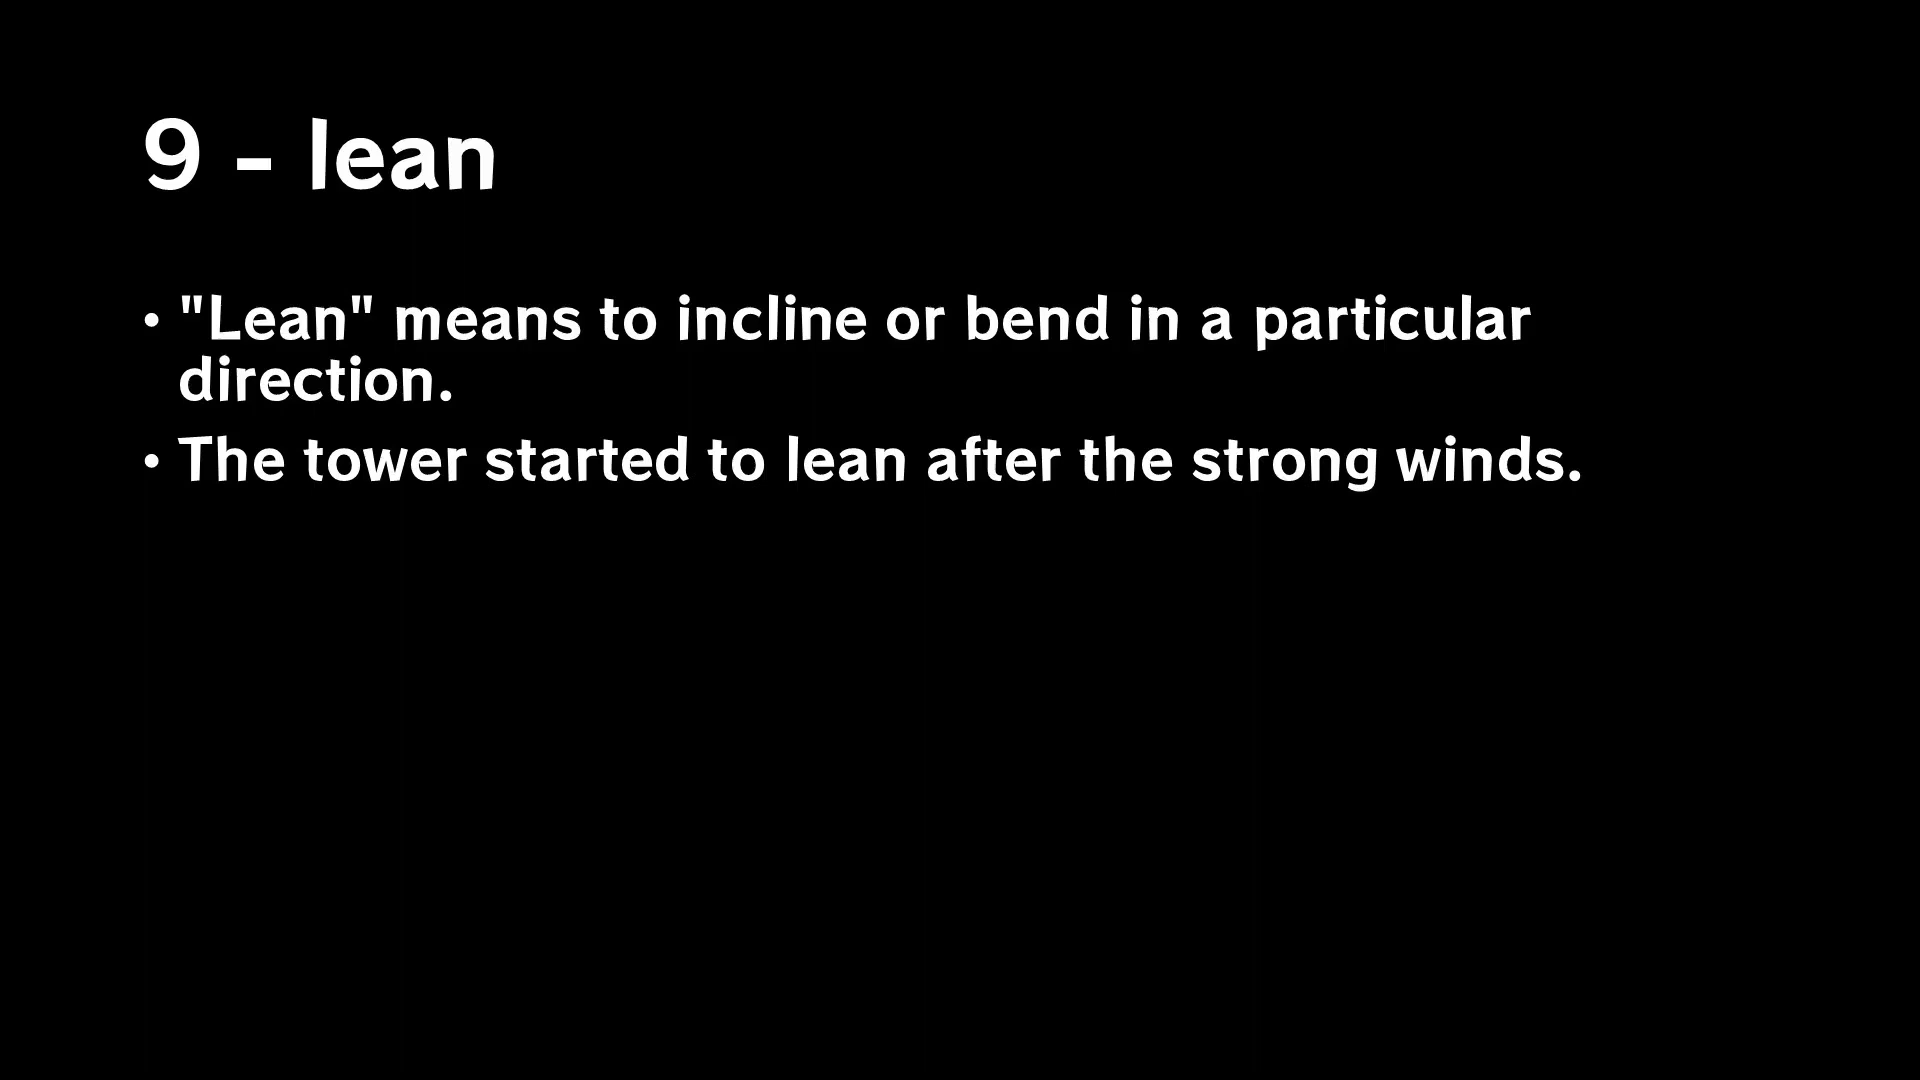 9 - lean
• "Lean" means to incline or bend in a particular
direction.
• The tower started to lean after the strong winds.